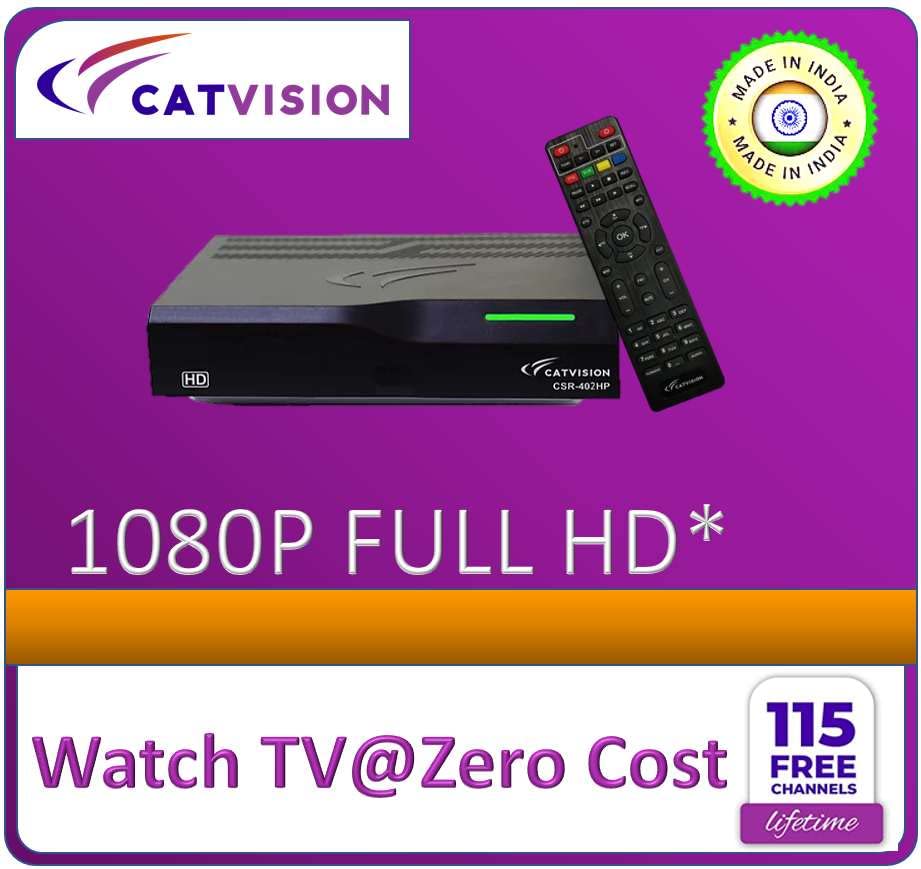 CATVISION
MADE IN INDIA
MADE IN INDIA
OK
HD
CATVISION
CSR-402HP
CATVISION
1080P FULL HD*
Watch TV@Zero Cost
115
FREE
CHANNELS
lifetime